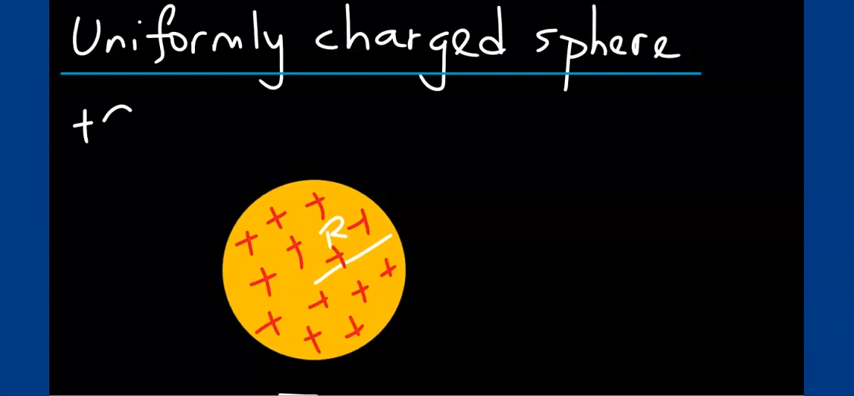 Uniformly charged sphere
+
R
+ + + + + + + + + + + + + +